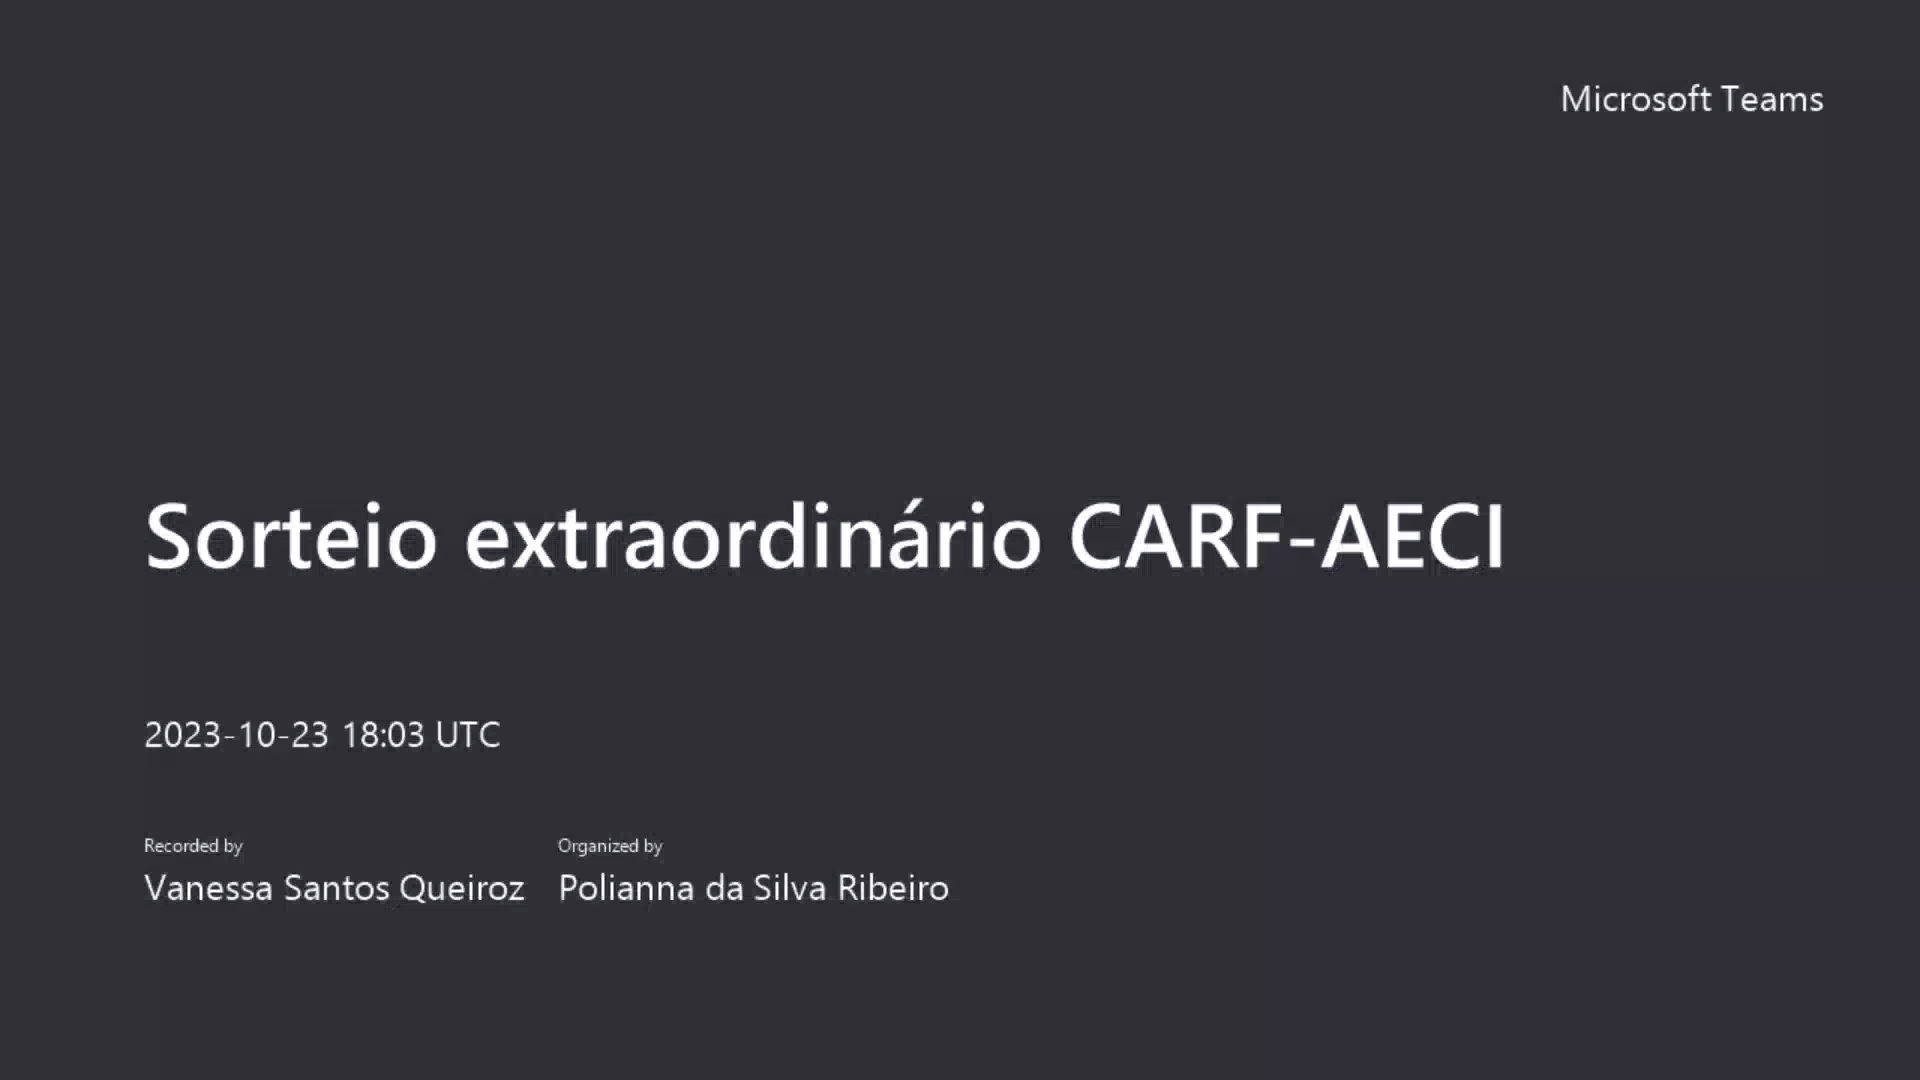 Microsoft Teams
Sorteio extraordinário CARF-AECI
2023-10-23 18:03 UTC
Recorded by
Vanessa Santos Queiroz
Organized by
Polianna da Silva Ribeiro